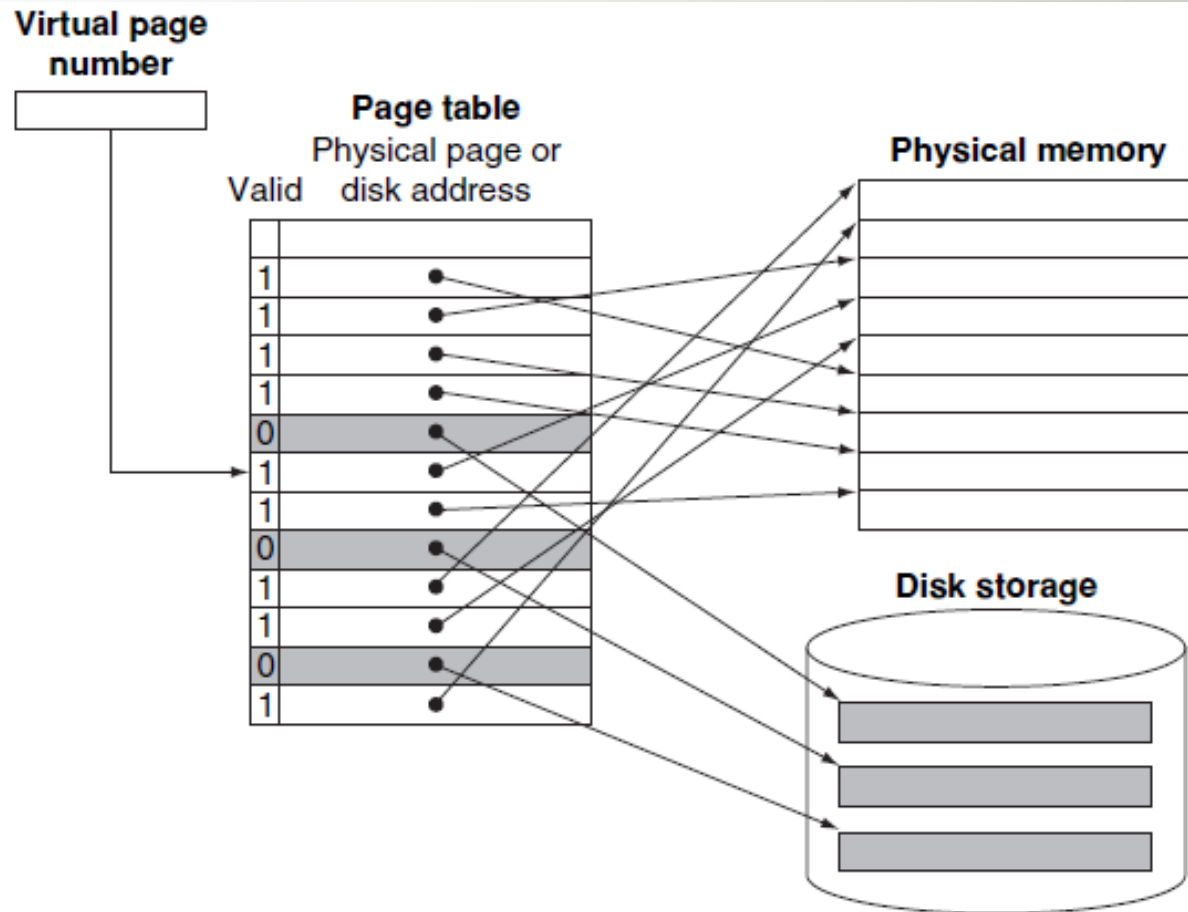 Virtual page
number
Page table
Physical page or
Valid disk address
Physical memory
1
1
1
1
0
1
1
0
1
1
0
1
Disk storage